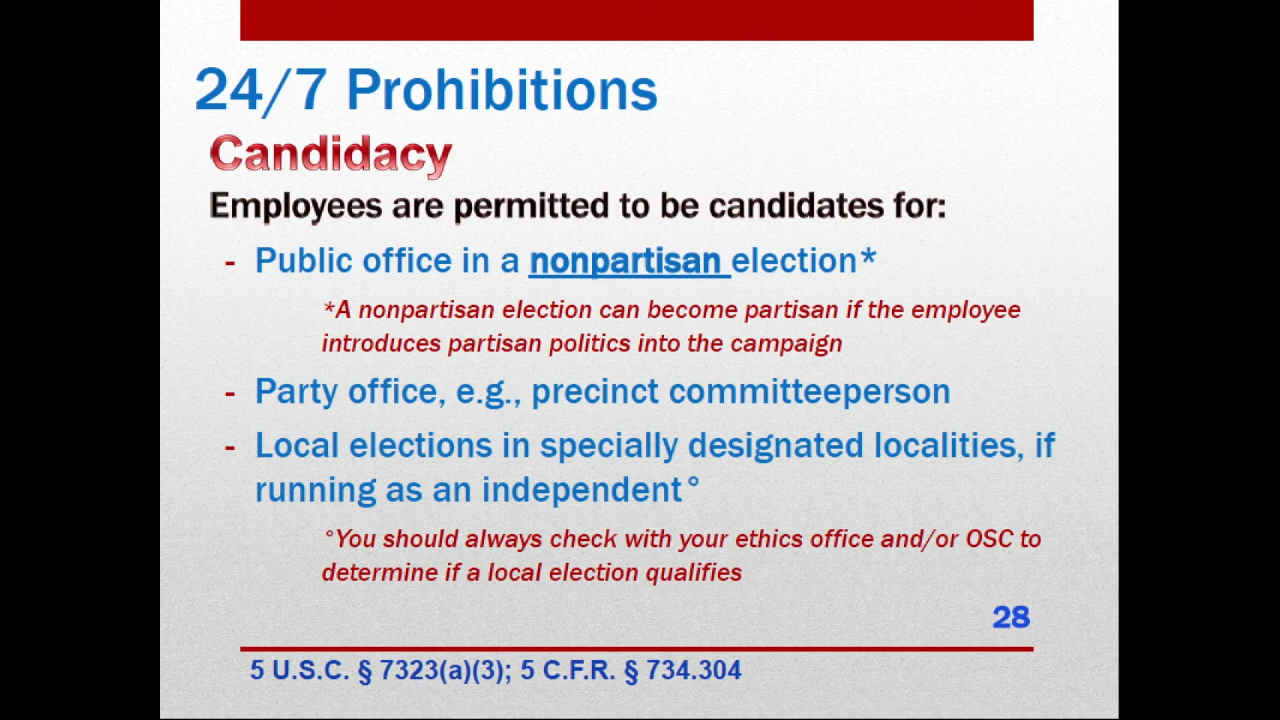 24/7 Prohibitions
Candidacy
Employees are permitted to be candidates for:
- Public office in a nonpartisan election*
*A nonpartisan election can become partisan if the employee
introduces partisan politics into the campaign
- Party office, e.g., precinct committeeperson
- Local elections in specially designated localities, if
running as an independent°
°You should always check with your ethics office and/or OSC to
determine if a local election qualifies
28
5 U.S.C. § 7323(a)(3); 5 C.F.R. § 734.304